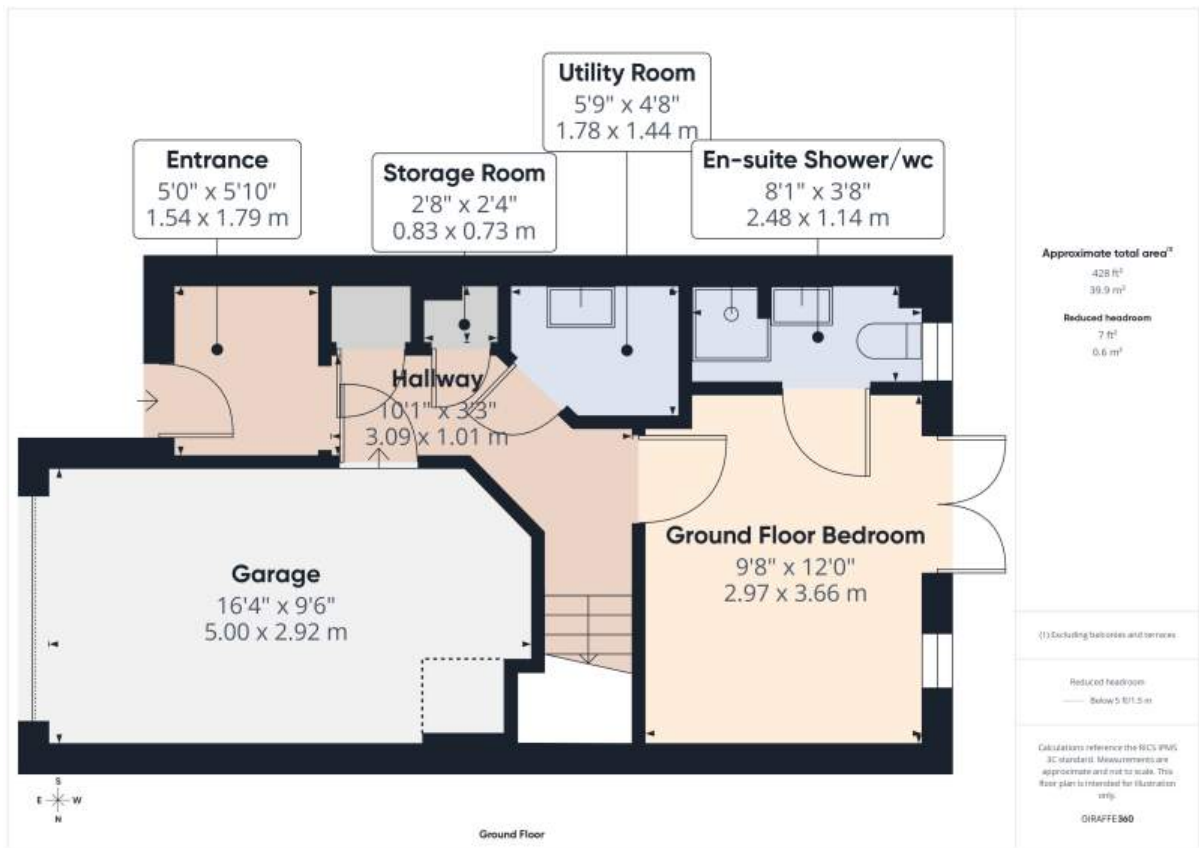 Utility Room
5'9" x 4'8"
1.78 x 1.44 m
Entrance
5'0" x 5'10"
1.54 x 1.79 m
Storage Room
2'8" x 2'4"
0.83 x 0.73 m
En-suite Shower/wc
8'1" x 3'8"
2.48 x 1.14 m
Hallway
10'1" x 3'3"
3.09 x 1.01 m
Ground Floor Bedroom
9'8" x 12'0"
2.97 x 3.66 m
Garage
16'4" x 9'6"
5.00 x 2.92 m
S
E W
N
Ground Floor
Approximate total area(1)
428 ft²
39.9 m²
Reduced headroom
7 ft²
0.6 m²
(1) Excluding balconies and terraces
Reduced headroom
Below 5 ft/1.5 m
Calculations reference the RICS IPMS
3C standard. Measurements are
approximate and not to scale. This
floor plan is intended for illustration
only.
GIRAFFE360